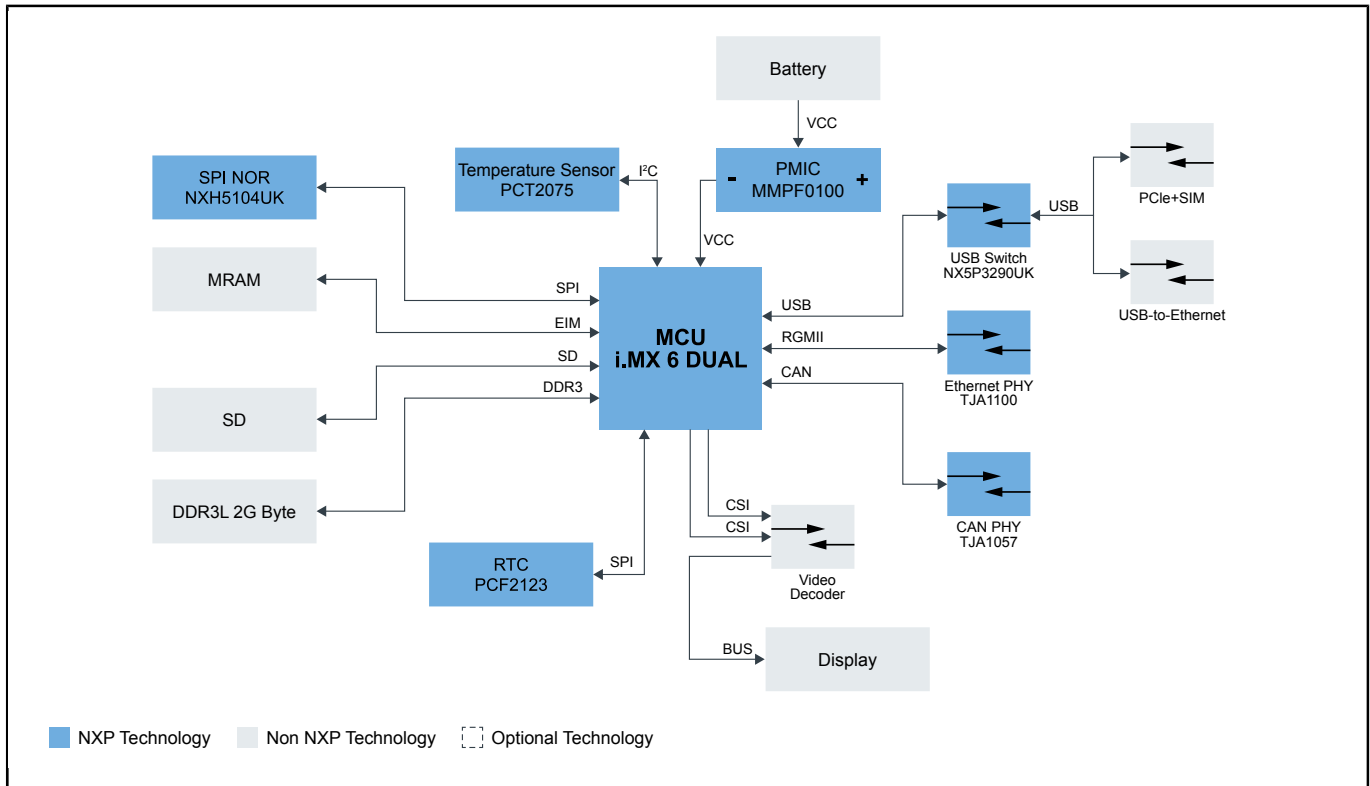 Battery
VCC
SPI NOR
NXH5104UK
Temperature Sensor
PCT2075
I²C
- PMIC +
MMPF0100
VCC
USB Switch
NX5P3290UK
USB
PCIe+SIM
USB-to-Ethernet
MRAM
SD
DDR3L 2G Byte
SPI
EIM
SD
DDR3
MCU
i.MX 6 DUAL
USB
RGMII
CAN
Ethernet PHY
TJA1100
CAN PHY
TJA1057
RTC
PCF2123
SPI
CSI
CSI
Video
Decoder
BUS
Display
NXP Technology
Non NXP Technology
Optional Technology